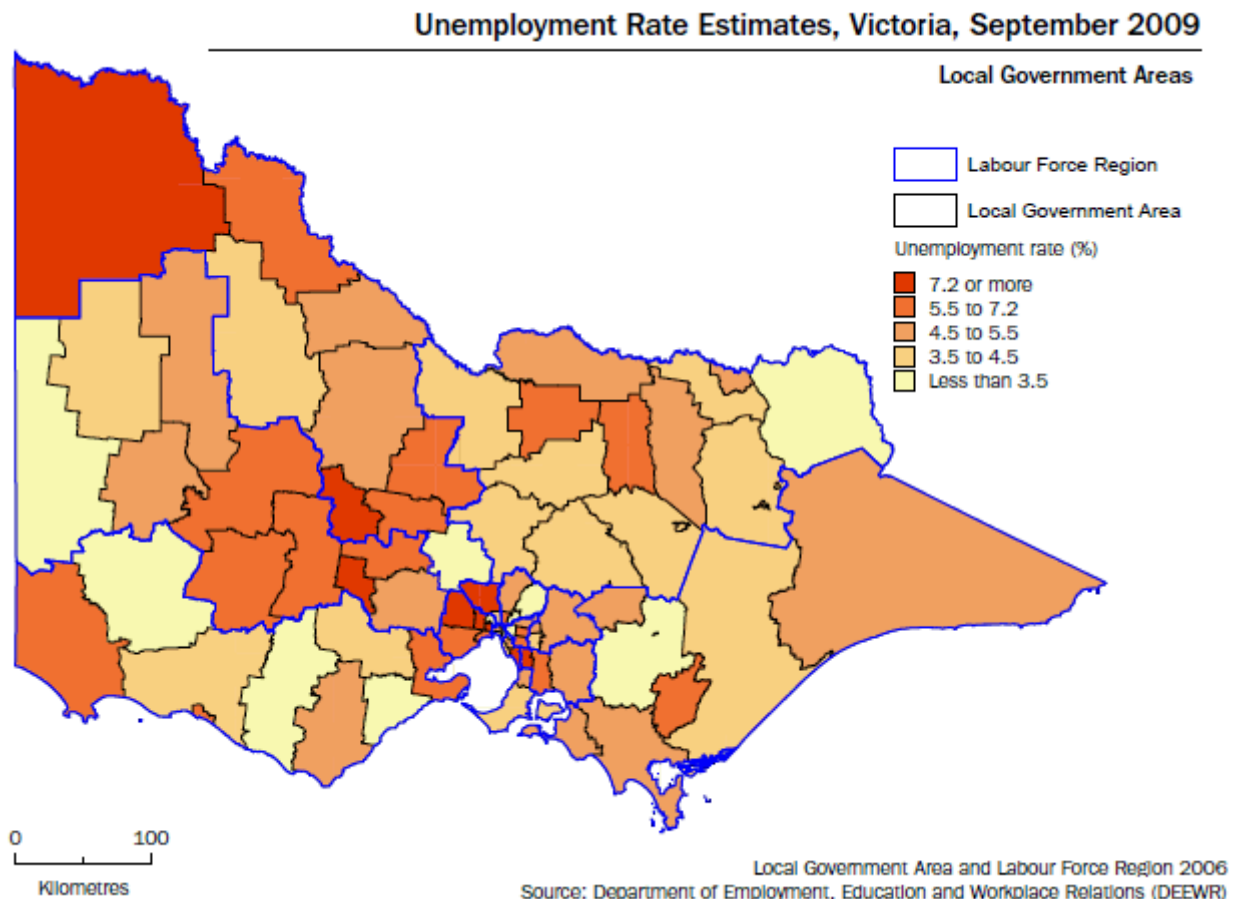 Unemployment Rate Estimates, Victoria, September 2009
Local Government Areas
Labour Force Region
Local Government Area
Unemployment rate (%)
7.2 or more
5.5 to 7.2
4.5 to 5.5
3.5 to 4.5
Less than 3.5
0 100
Kilometres
Local Government Area and Labour Force Region 2006
Source: Department of Employment, Education and Workplace Relations (DEEWR)